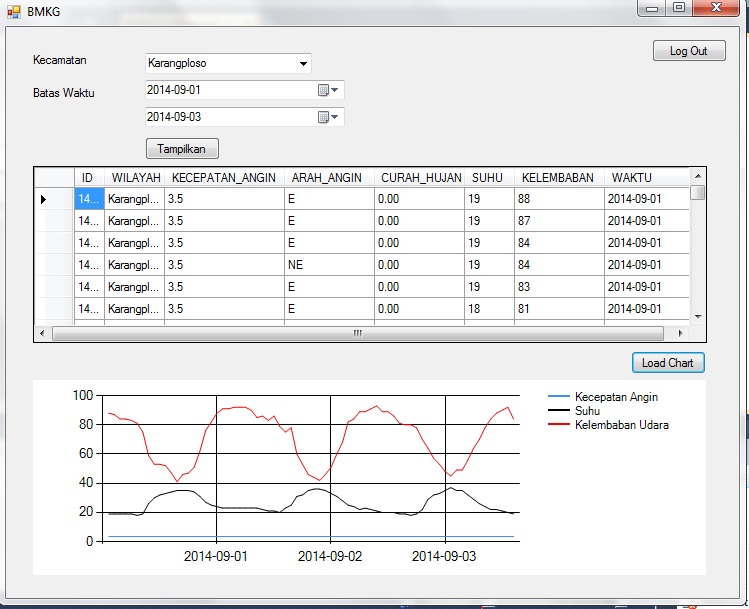 BMKG
Log Out
Kecamatan Karangploso
Batas Waktu 2014-09-01
2014-09-03
Tampilkan
ID WILAYAH KECEPATAN_ANGIN ARAH_ANGIN CURAH_HUJAN SUHU KELEMBABAN WAKTU
14... Karangpl... 3.5 E 0.00 19 88 2014-09-01
14... Karangpl... 3.5 E 0.00 19 87 2014-09-01
14... Karangpl... 3.5 E 0.00 19 84 2014-09-01
14... Karangpl... 3.5 NE 0.00 19 84 2014-09-01
14... Karangpl... 3.5 E 0.00 19 83 2014-09-01
14... Karangpl... 3.5 E 0.00 18 81 2014-09-01
Load Chart
100
80
60
40
20
0
2014-09-01 2014-09-02 2014-09-03
Kecepatan Angin
Suhu
Kelembaban Udara